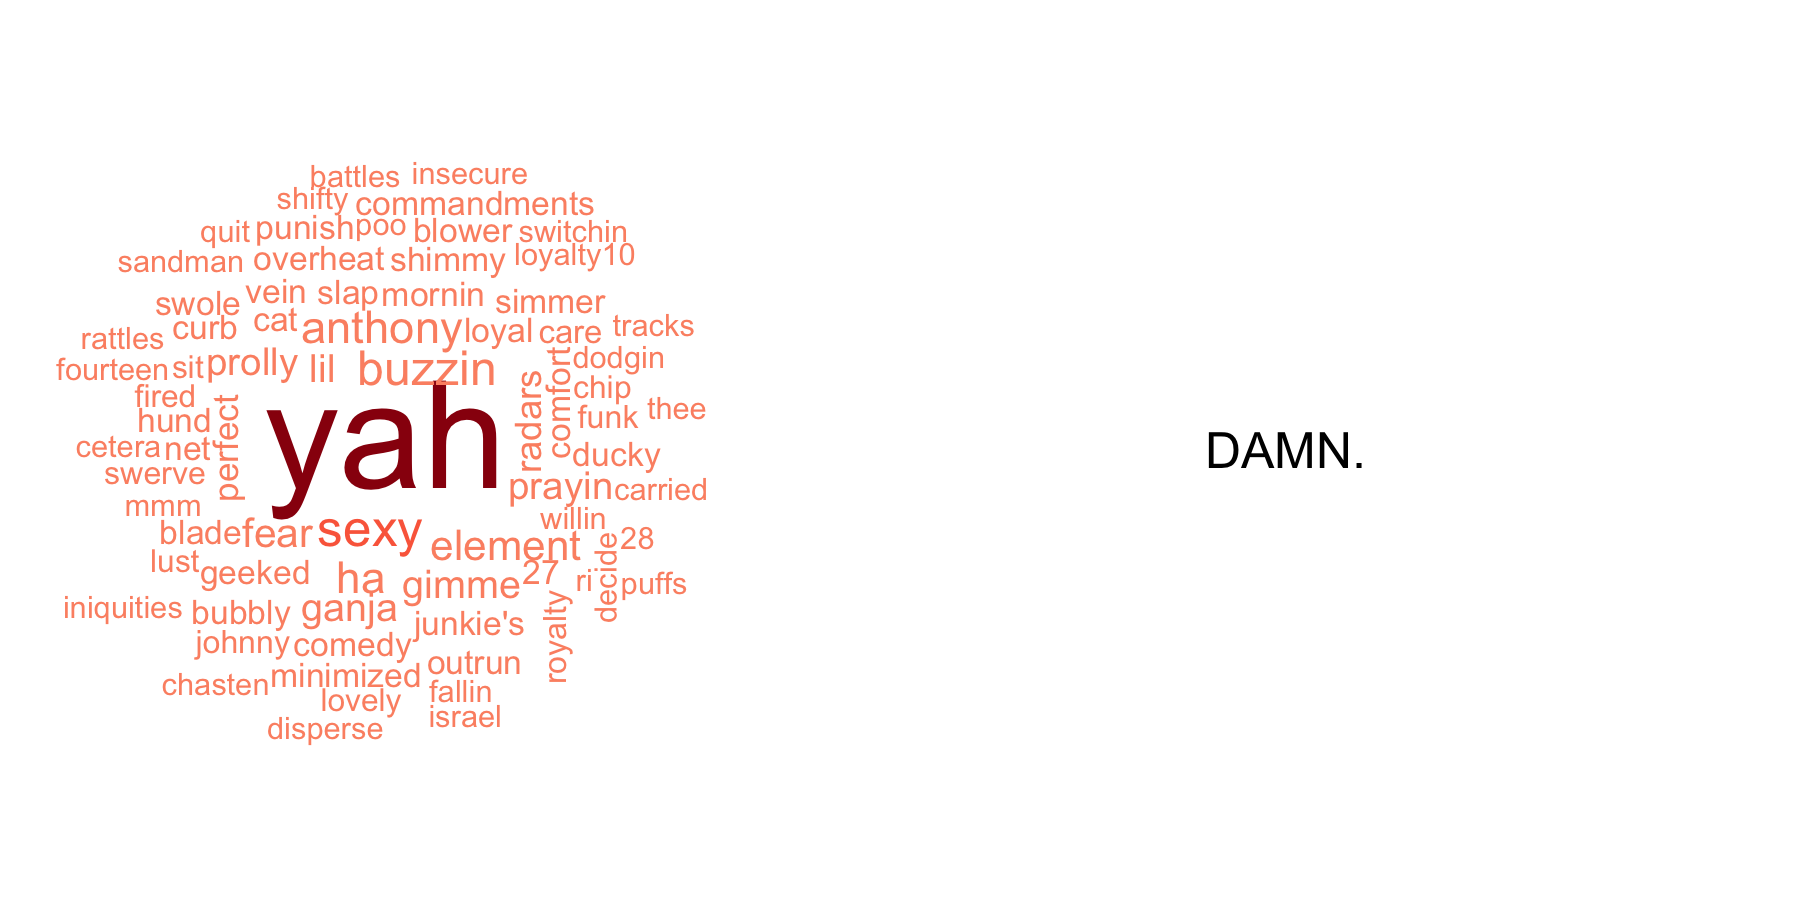 battles insecure
shifty commandments
quit punish poo blower switchin
sandman overheat shimmy loyalty10
swole vein slap mornin simmer
rattles curb cat anthony loyal care tracks
fourteen sit prolly lil buzzin comfort dodgin
fired radars chip
hund perfect yah funk thee
cetera net ducky
swerve prayin carried
mmm willin
blade fear sexy element decide 28
lust geeked ha gimme 27 ri puffs
iniquities bubbly ganja junkie's royalty
johnny comedy
chasten minimized outrun
lovely fallin
disperse israel
DAMN.